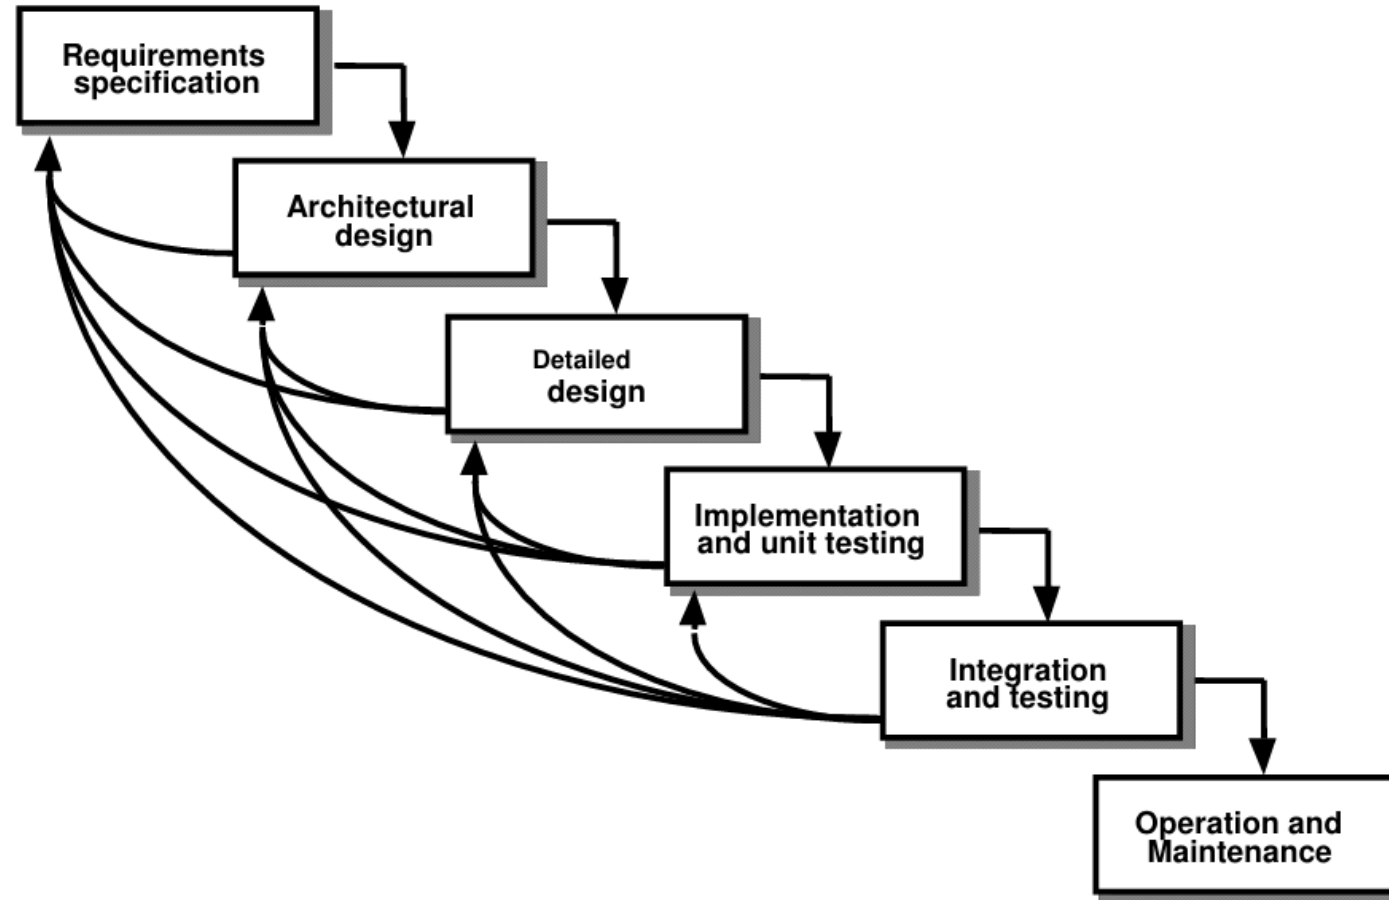 Requirements
specification
Architectural
design
Detailed
design
Implementation
and unit testing
Integration
and testing
Operation and
Maintenance